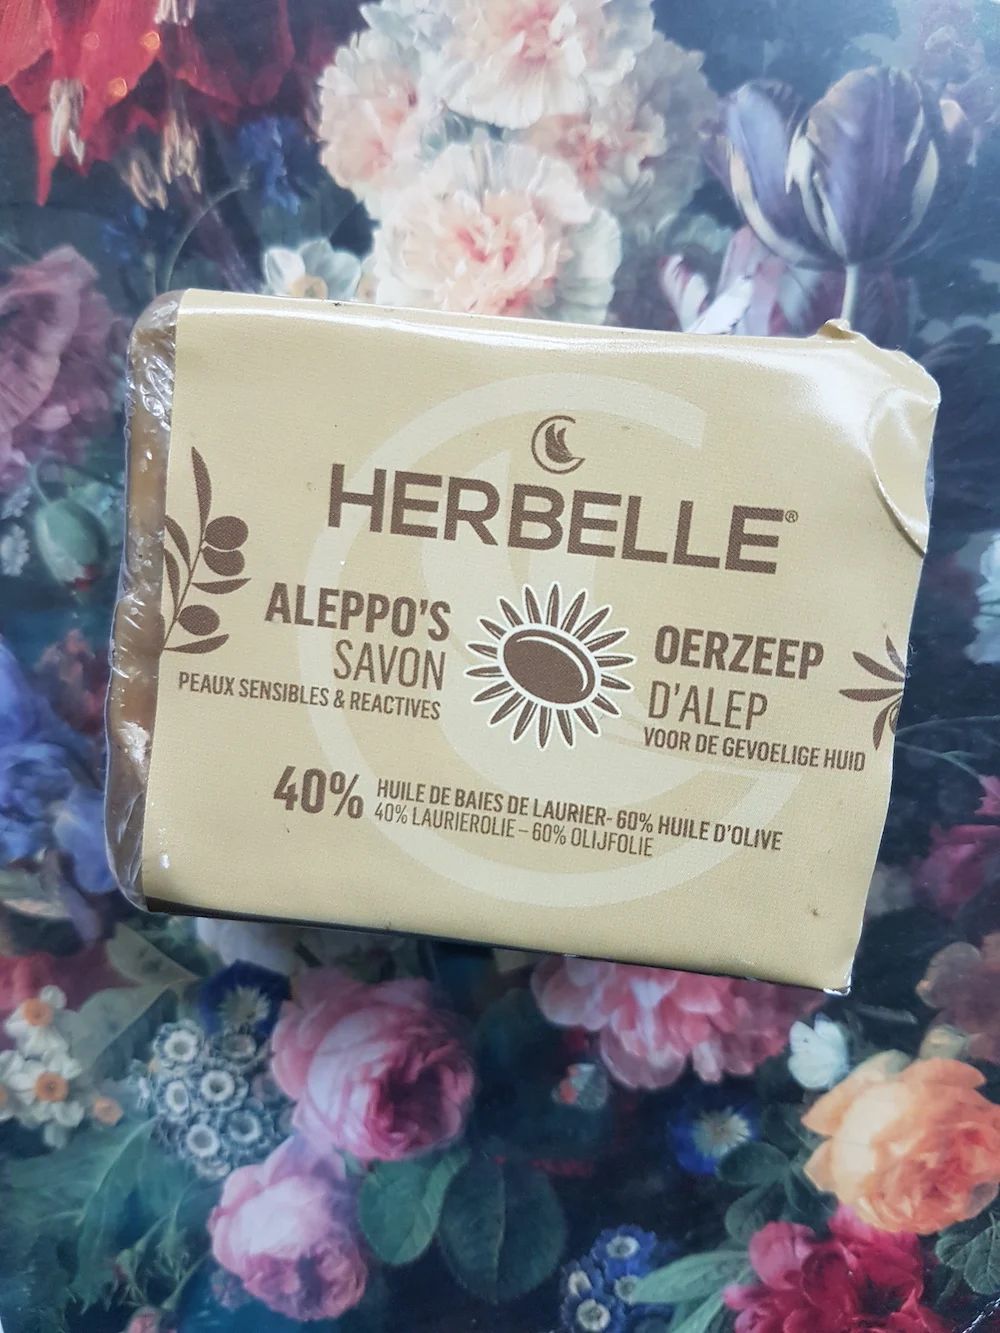 HERBELLE®
ALEPPO'S
SAVON
PEAUX SENSIBLES & REACTIVES
OERZEEP
D'ALEP
VOOR DE GEVOELIGE HUID
40% HUILE DE BAIES DE LAURIER- 60% HUILE D'OLIVE
40% LAURIEROLIE – 60% OLIJFOLIE